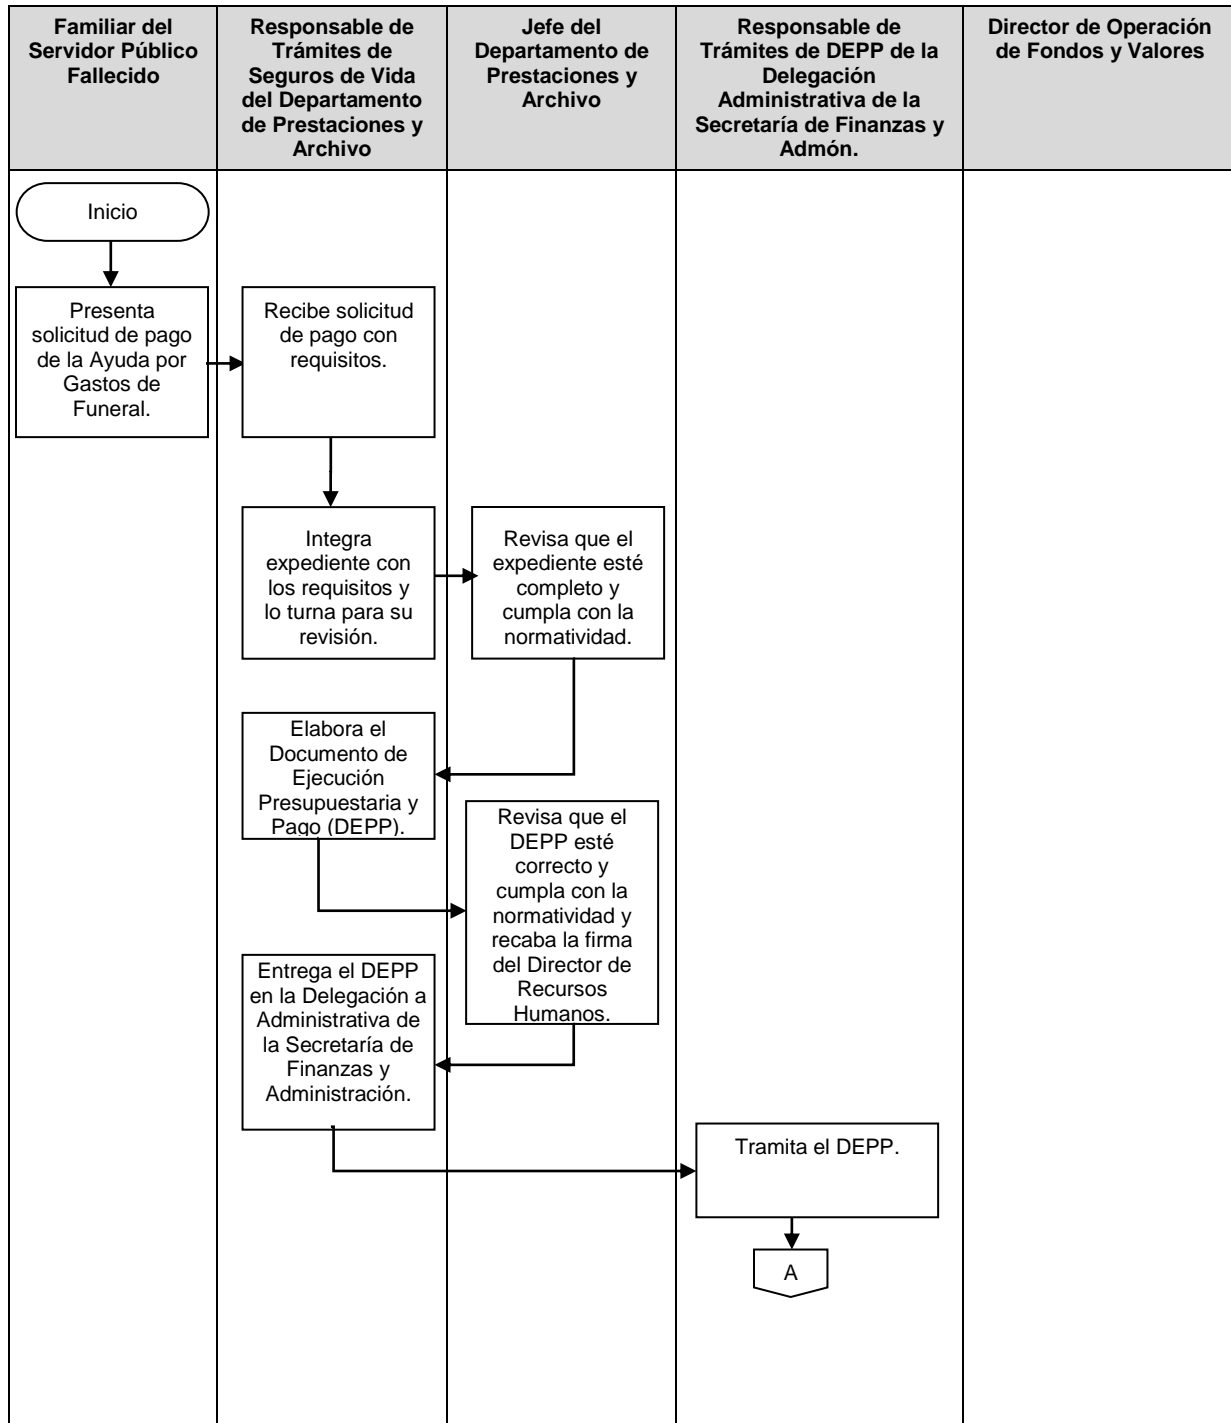 Familiar del
Servidor Público
Fallecido
Responsable de
Trámites de
Seguros de Vida
del Departamento
de Prestaciones y
Archivo
Jefe del
Departamento de
Prestaciones y
Archivo
Responsable de
Trámites de DEPP de la
Delegación
Administrativa de la
Secretaría de Finanzas y
Admón.
Director de Operación
de Fondos y Valores
Inicio
Presenta
solicitud de pago
de la Ayuda por
Gastos de
Funeral.
Recibe solicitud
de pago con
requisitos.
Integra
expediente con
los requisitos y
lo turna para su
revisión.
Revisa que el
expediente esté
completo y
cumpla con la
normatividad.
Elabora el
Documento de
Ejecución
Presupuestaria y
Pago (DEPP).
Revisa que el
DEPP esté
correcto y
cumpla con la
normatividad y
recaba la firma
del Director de
Recursos
Humanos.
Entrega el DEPP
en la Delegación a
Administrativa de
la Secretaría de
Finanzas y
Administración.
Tramita el DEPP.
A